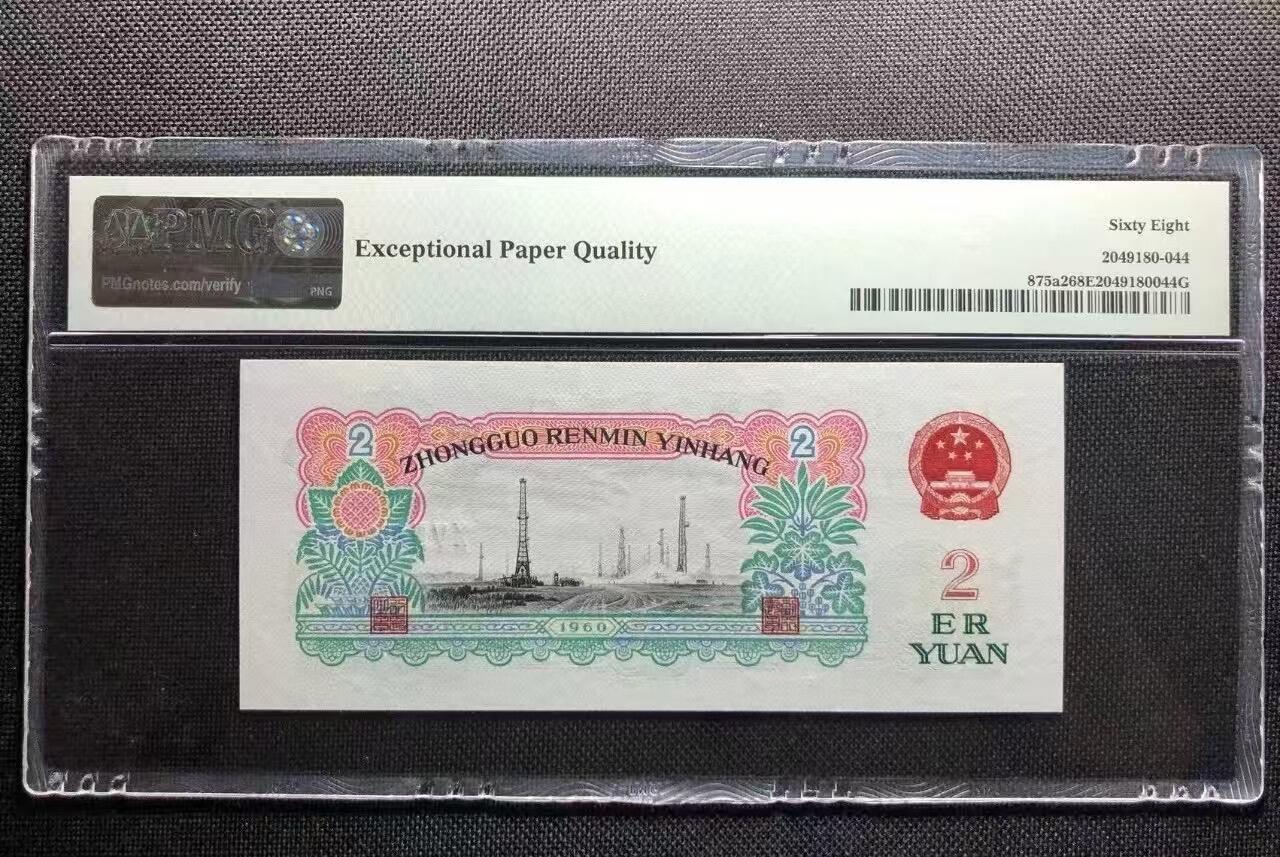 PMG
PMGnotes.com/verify
PNG
Exceptional Paper Quality
Sixty Eight
2049180-044
875a268E2049180044G
2
ZHONGGUO RENMIN YINHANG
2
1960
2
ER
YUAN